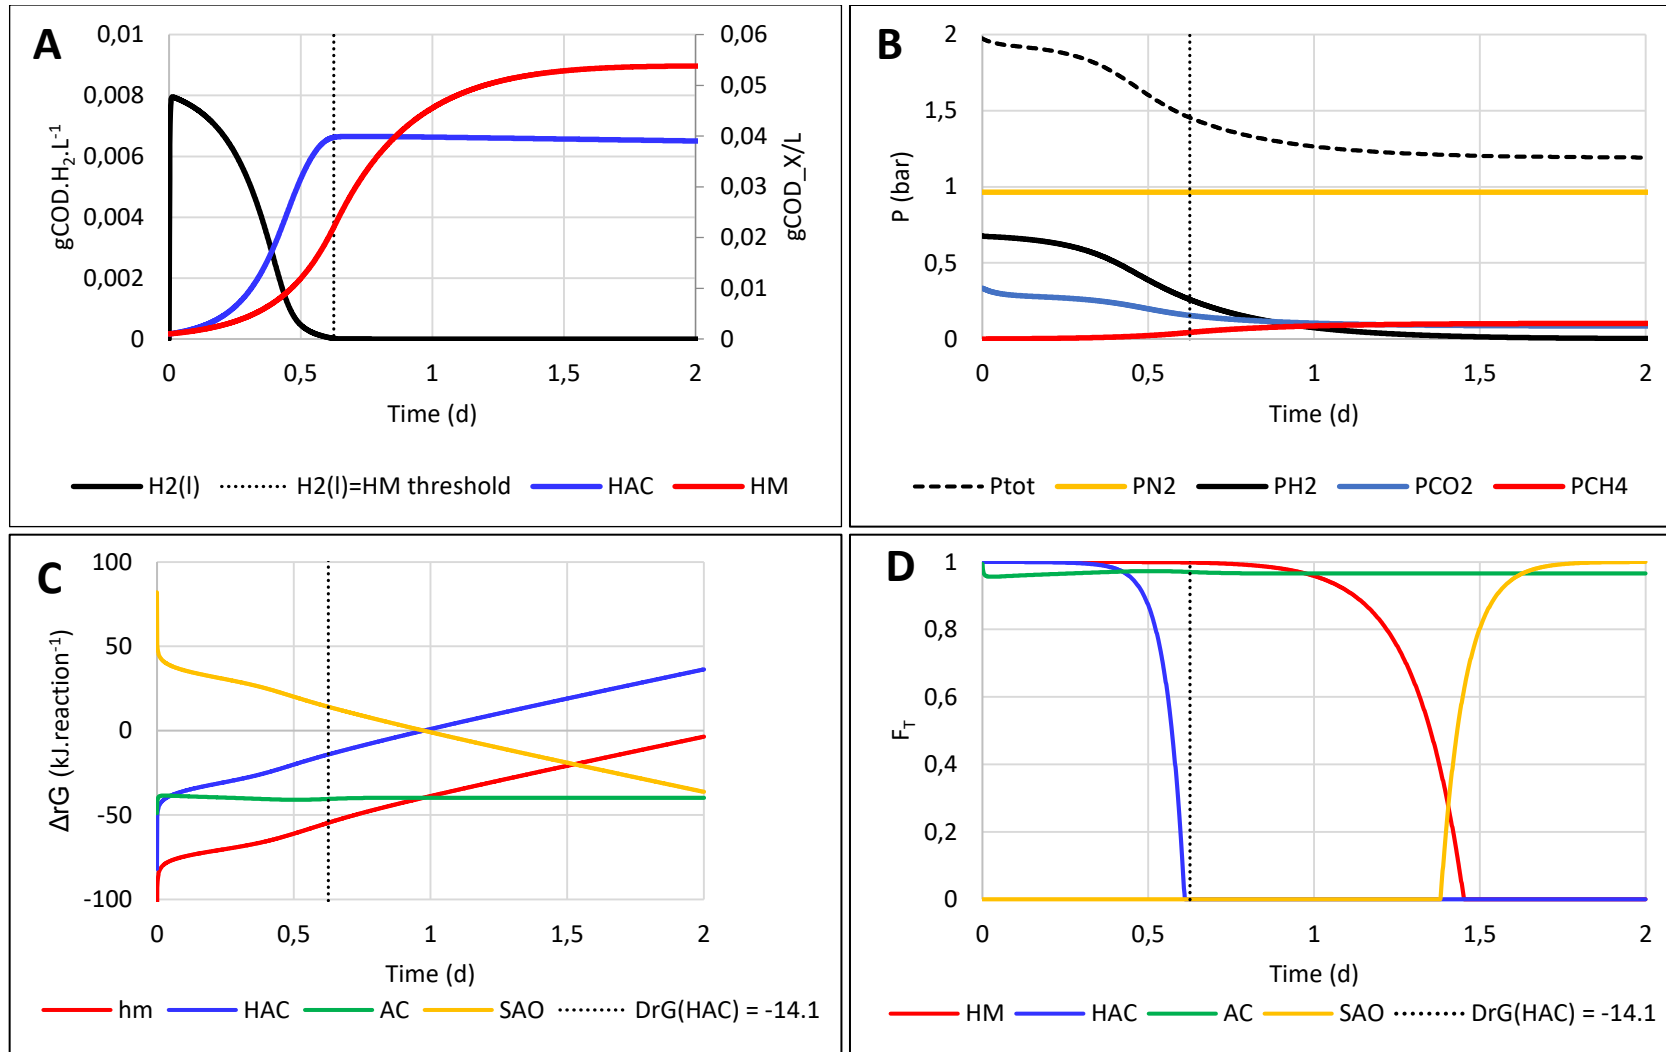 A
0,01
0,008
0,006
0,004
0,002
0
gCOD.H2.L-1
0,06
0,05
0,04
0,03
0,02
0,01
0
gCOD_X/L
0 0,5 1 1,5 2
Time (d)
H2(l) H2(l)=HM threshold HAC HM
B
2
1,5
1
0,5
0
P (bar)
0 0,5 1 1,5 2
Time (d)
Ptot PN2 PH2 PCO2 PCH4
C
100
50
0
-50
-100
ΔrG (kJ.reaction-1)
0 0,5 1 1,5 2
Time (d)
hm HAC AC SAO DrG(HAC) = -14.1
D
1
0,8
0,6
0,4
0,2
0
FT
0 0,5 1 1,5 2
Time (d)
HM HAC AC SAO DrG(HAC) = -14.1